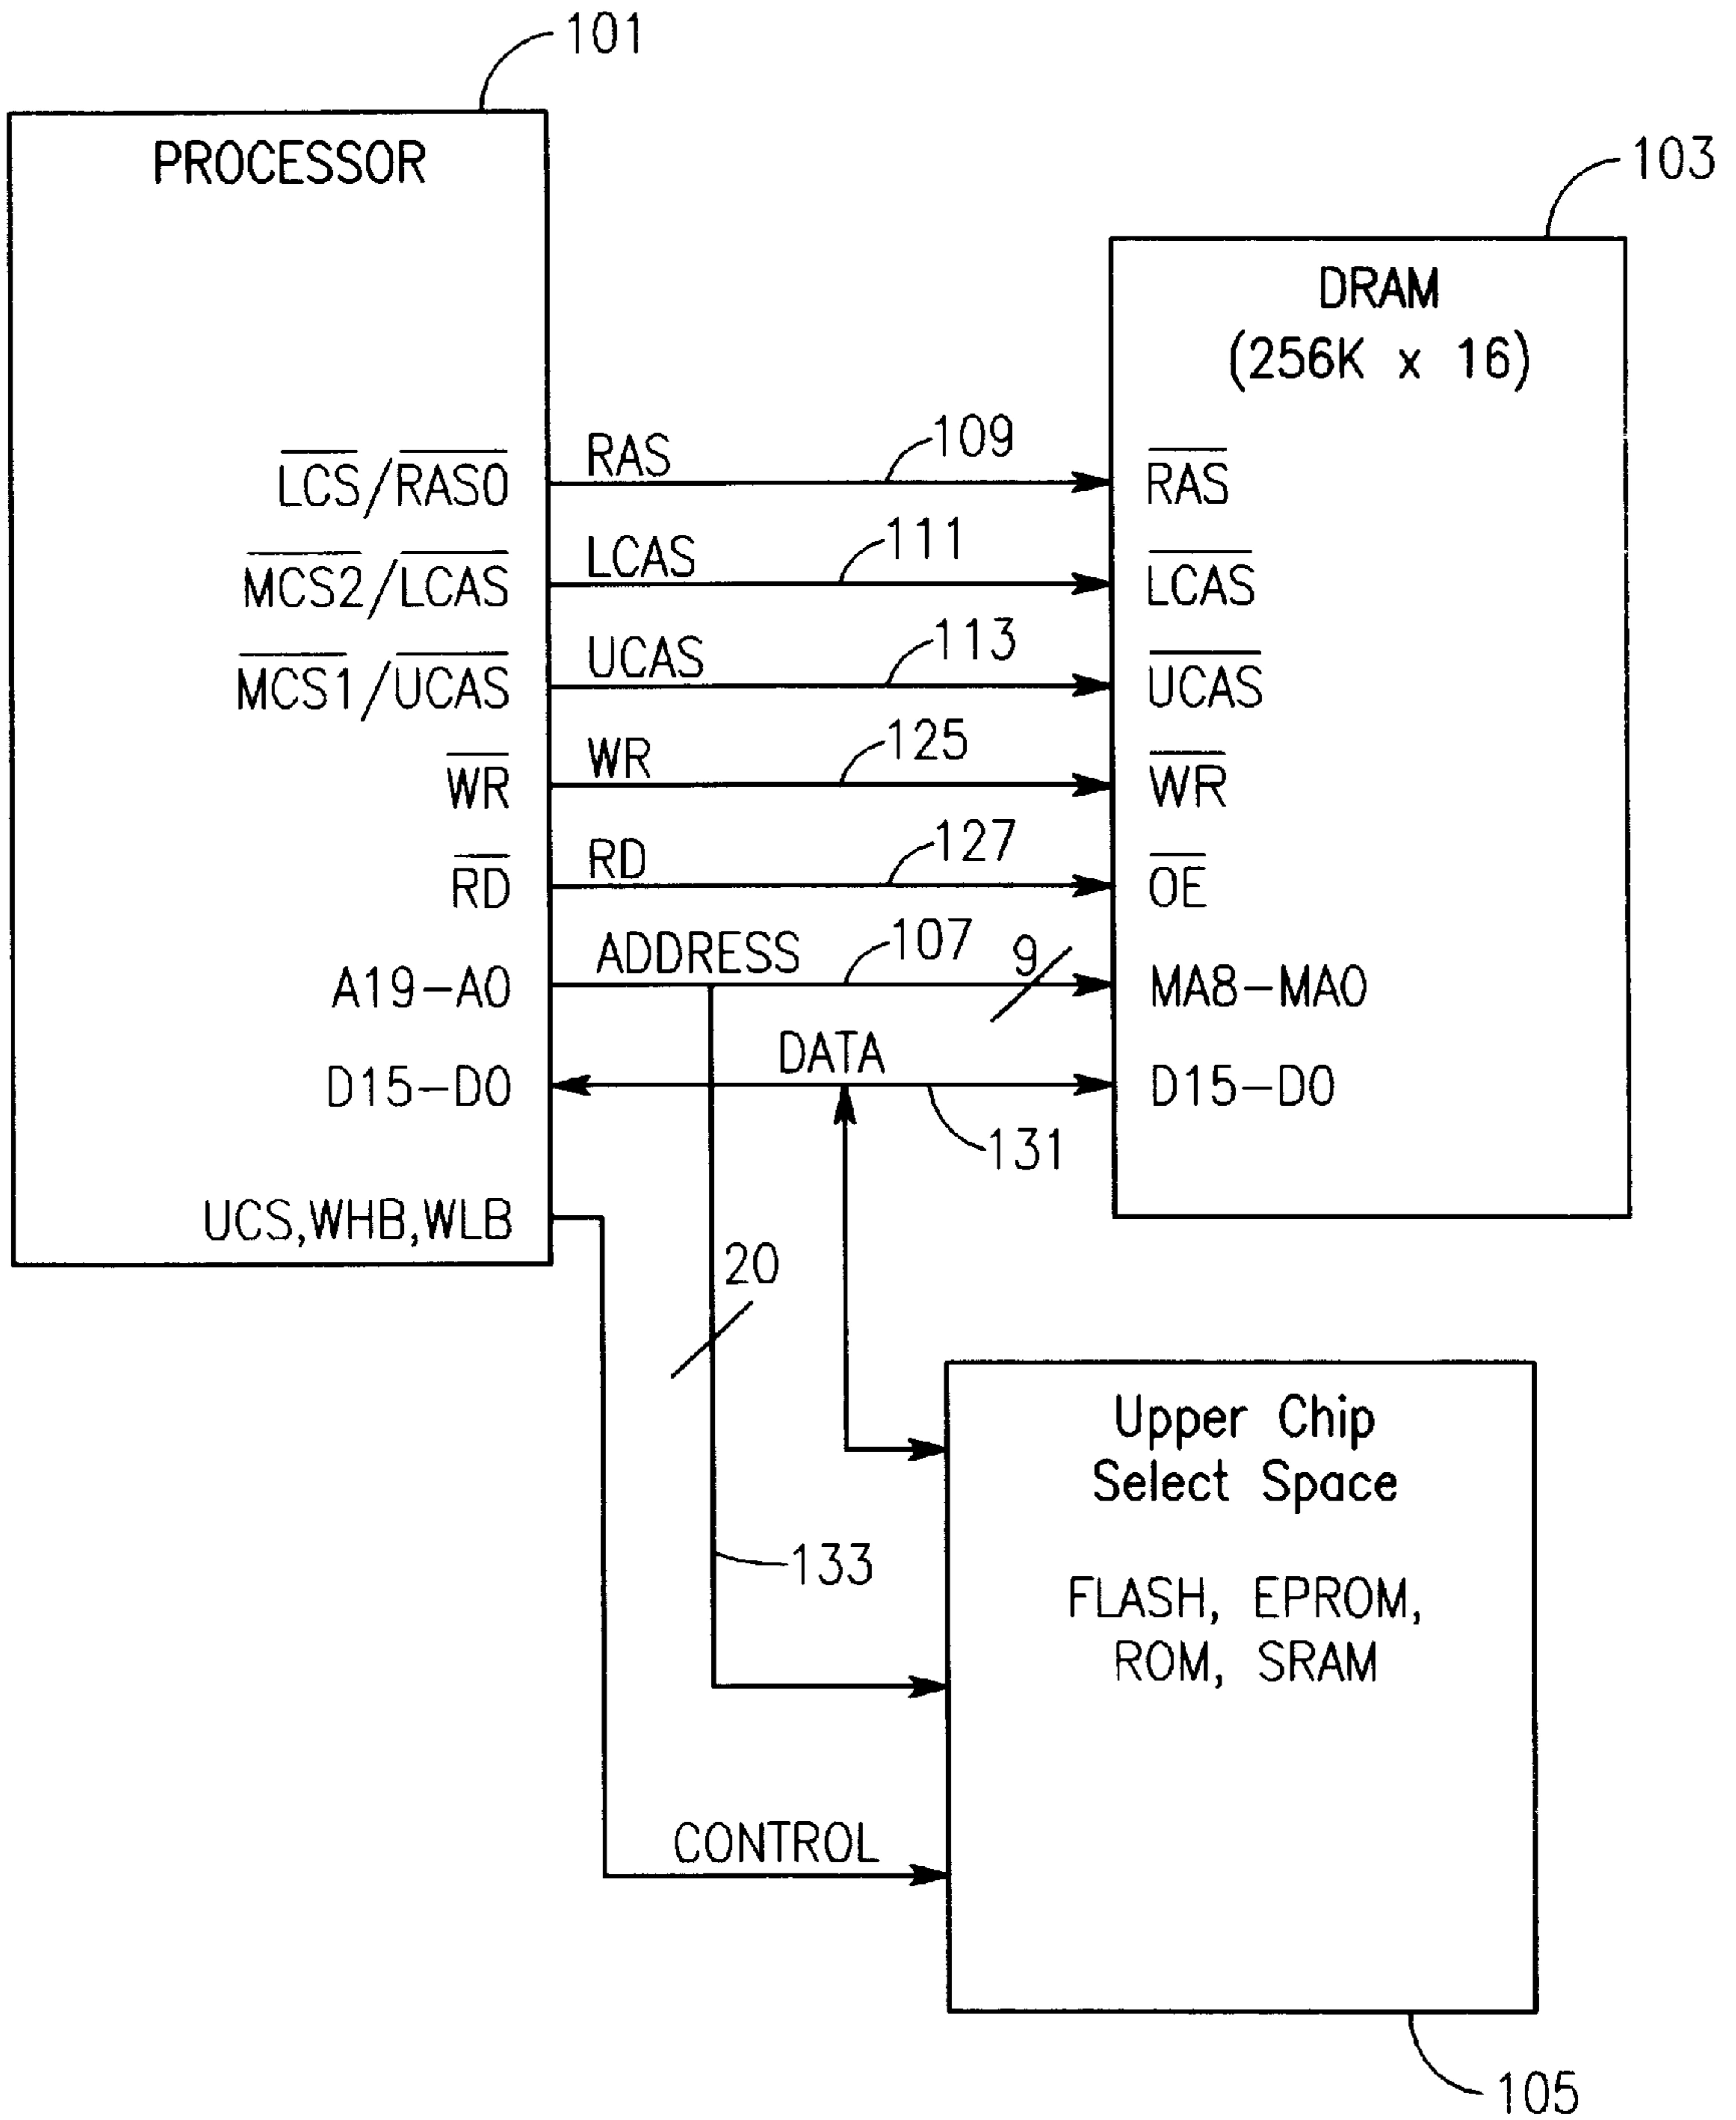 101
PROCESSOR
103
DRAM
(256K x 16)
LCS/RAS0 RAS 109 RAS
MCS2/LCAS LCAS 111 LCAS
MCS1/UCAS UCAS 113 UCAS
WR WR 125 WR
RD RD 127 OE
A19-A0 ADDRESS 107 9 MA8-MA0
D15-D0 DATA D15-D0
131
UCS,WHB,WLB
20
Upper Chip
Select Space
133
FLASH, EPROM,
ROM, SRAM
CONTROL
105